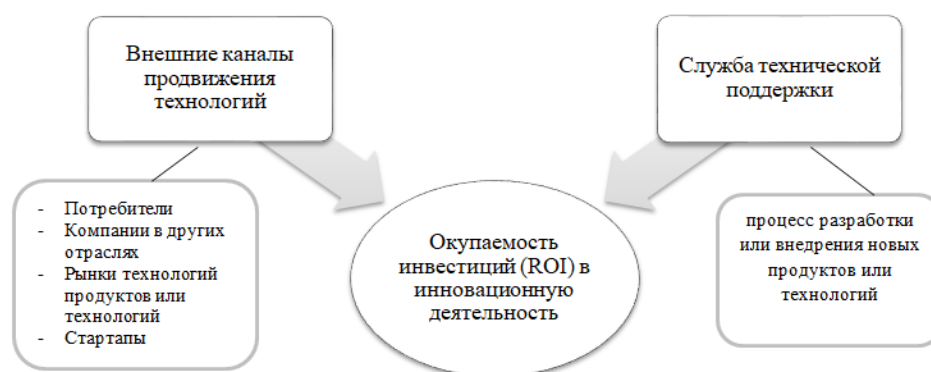 Внешние каналы
продвижения
технологий
Служба технической
поддержки
- Потребители
- Компании в других
отраслях
- Рынки технологий
продуктов или
технологий
- Стартапы
Окупаемость
инвестиций (ROI) в
инновационную
деятельность
процесс разработки
или внедрения новых
продуктов или
технологий